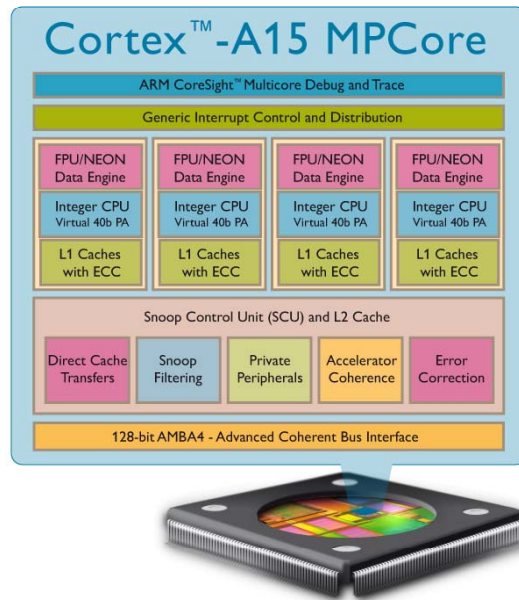 Cortex™-A15 MPCore
ARM CoreSight™ Multicore Debug and Trace
Generic Interrupt Control and Distribution
FPU/NEON
Data Engine
Integer CPU
Virtual 40b PA
L1 Caches
with ECC
FPU/NEON
Data Engine
Integer CPU
Virtual 40b PA
L1 Caches
with ECC
FPU/NEON
Data Engine
Integer CPU
Virtual 40b PA
L1 Caches
with ECC
FPU/NEON
Data Engine
Integer CPU
Virtual 40b PA
L1 Caches
with ECC
Snoop Control Unit (SCU) and L2 Cache
Direct Cache
Transfers
Snoop
Filtering
Private
Peripherals
Accelerator
Coherence
Error
Correction
128-bit AMBA4 - Advanced Coherent Bus Interface